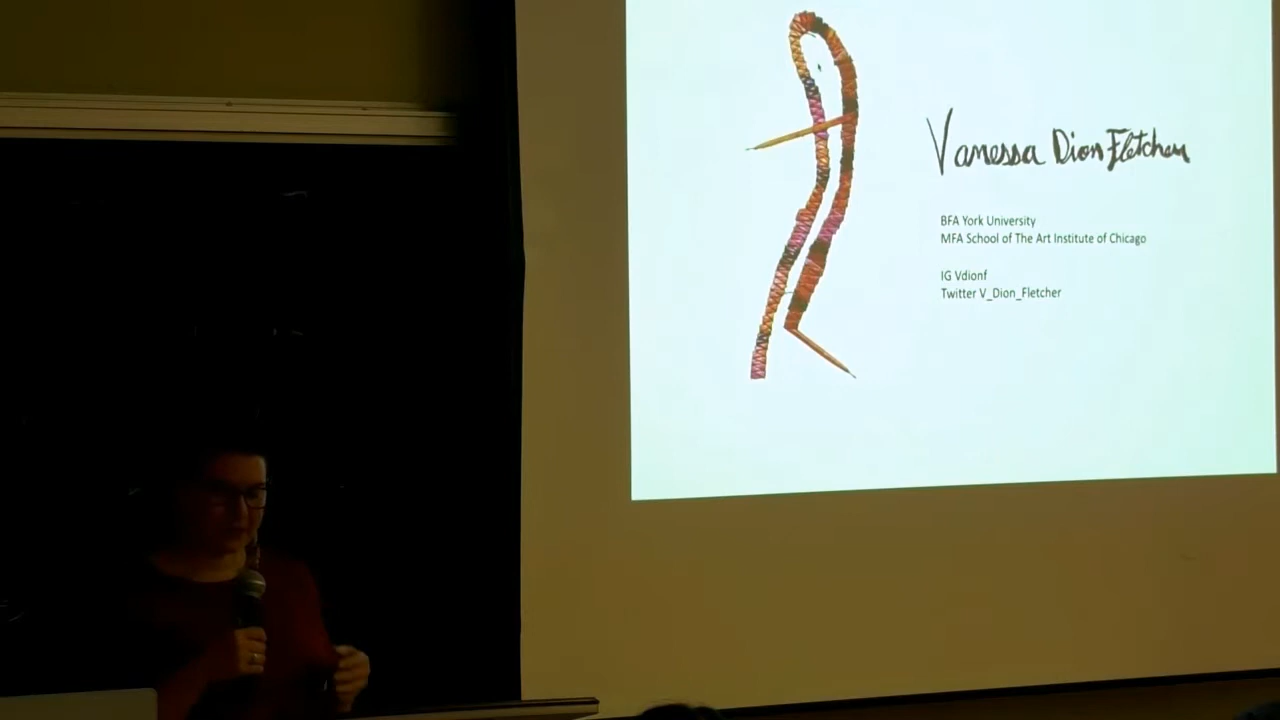 Vanessa Dion Fletcher
BFA York University
MFA School of The Art Institute of Chicago
IG Vdionf
Twitter V_Dion_Fletcher